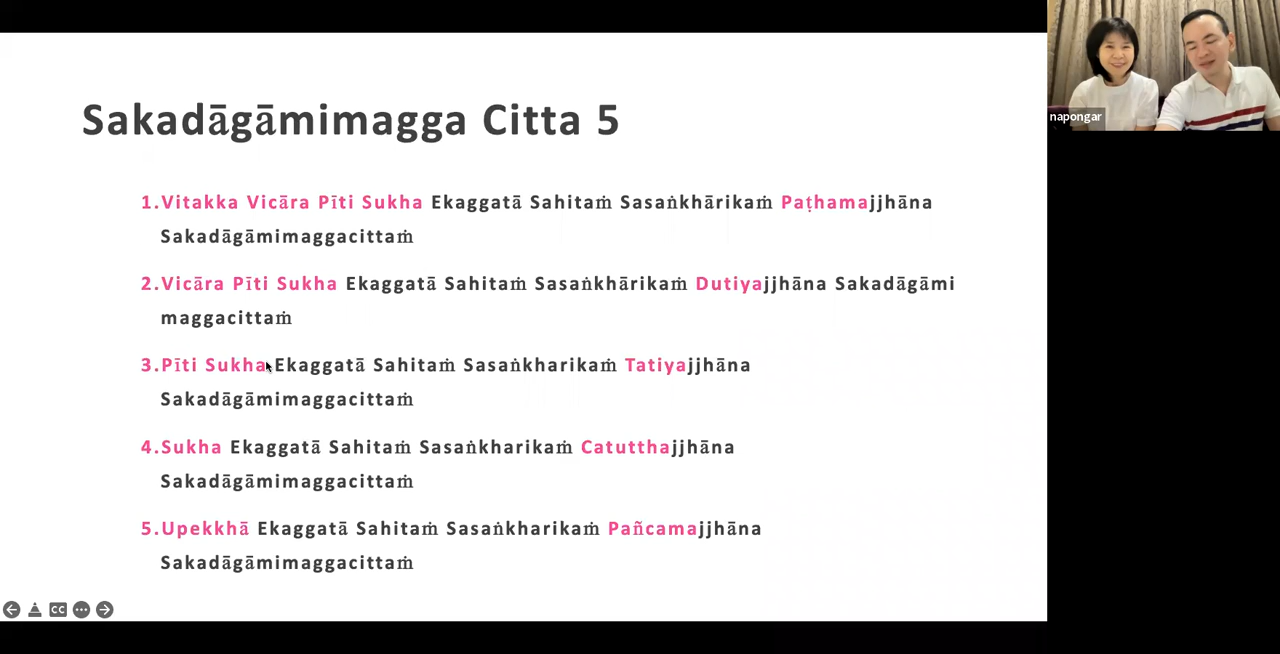 Sakadāgāmimagga Citta 5
1.Vitakka Vicāra Pīti Sukha Ekaggatā Sahitaṁ Sasaṅkhārikaṁ Paṭhamajjhāna
Sakadāgāmimaggacittaṁ
2.Vicāra Pīti Sukha Ekaggatā Sahitaṁ Sasaṅkhārikaṁ Dutiyajjhāna Sakadāgāmi
maggacittaṁ
3.Pīti Sukha Ekaggatā Sahitaṁ Sasaṅkharikaṁ Tatiyajjhāna
Sakadāgāmimaggacittaṁ
4.Sukha Ekaggatā Sahitaṁ Sasaṅkharikaṁ Catutthajjhāna
Sakadāgāmimaggacittaṁ
5.Upekkhā Ekaggatā Sahitaṁ Sasaṅkharikaṁ Pañcamajjhāna
Sakadāgāmimaggacittaṁ
CC
napongar